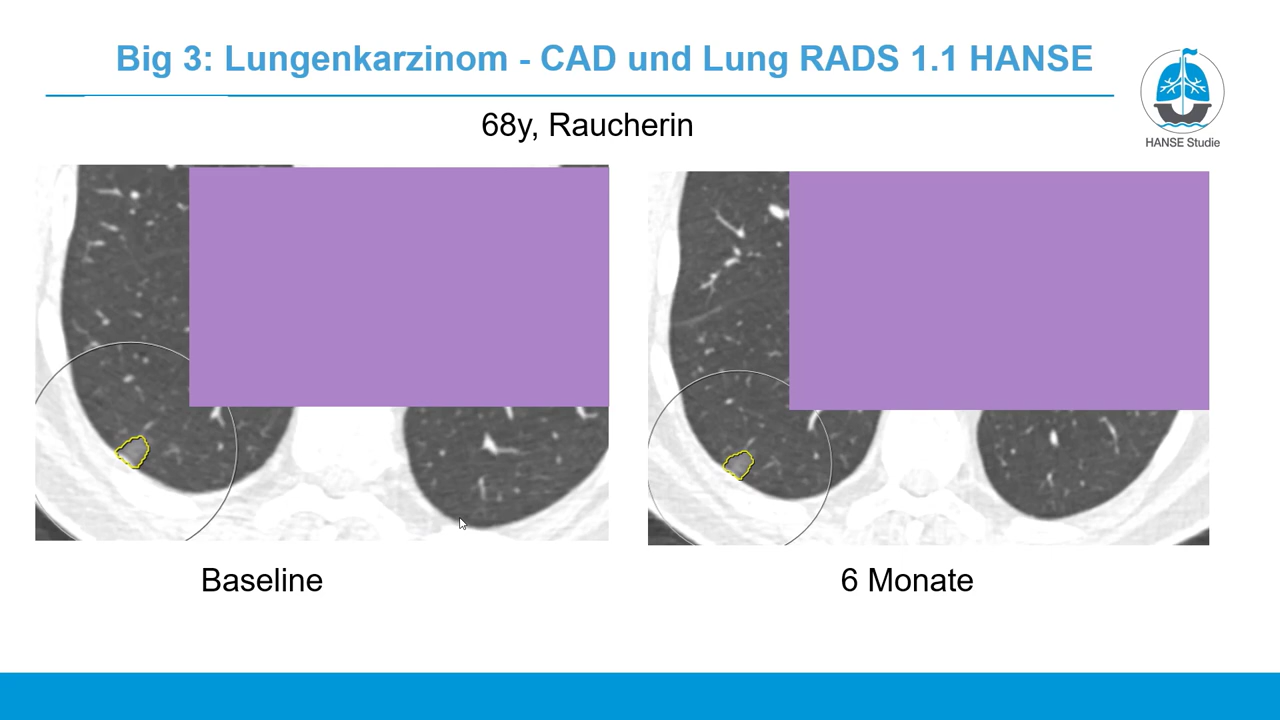 Big 3: Lungenkarzinom - CAD und Lung RADS 1.1 HANSE
HANSE Studie
68y, Raucherin
Baseline
6 Monate